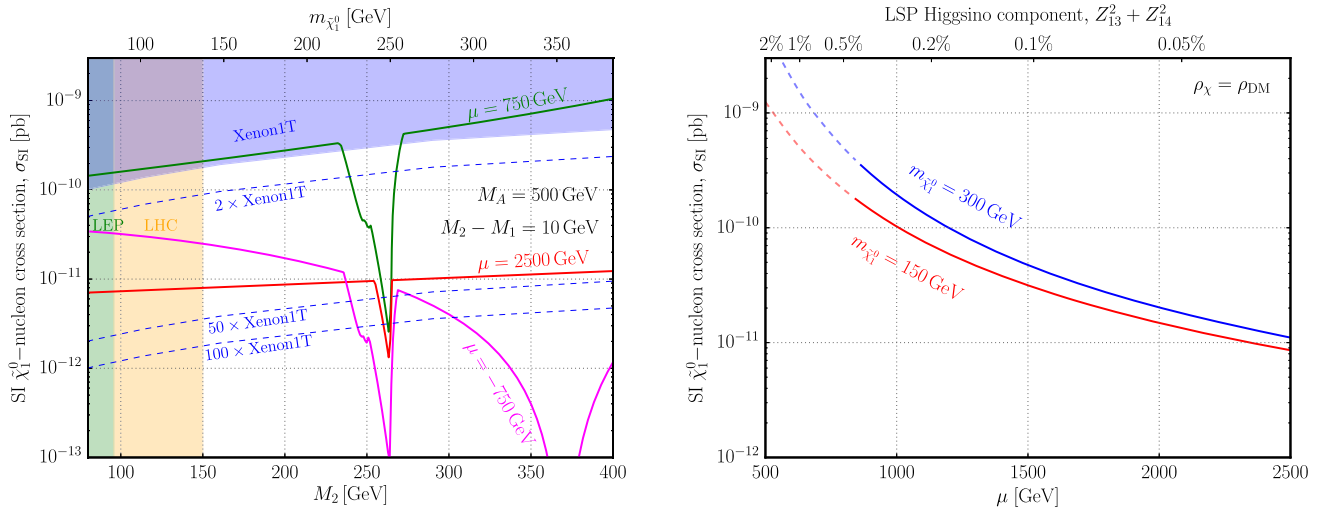 m_{χ̃₁⁰} [GeV]
100 150 200 250 300 350
SI χ̃₁⁰−nucleon cross section, σ_SI [pb]
10⁻⁹
10⁻¹⁰
10⁻¹¹
10⁻¹²
10⁻¹³
μ = 750 GeV
Xenon1T
2 × Xenon1T
M_A = 500 GeV
LEP
LHC
M₂ − M₁ = 10 GeV
μ = 2500 GeV
50 × Xenon1T
100 × Xenon1T
μ = −750 GeV
100 150 200 250 300 350 400
M₂ [GeV]
LSP Higgsino component, Z²₁₃ + Z²₁₄
2% 1% 0.5% 0.2% 0.1% 0.05%
SI χ̃₁⁰−nucleon cross section, σ_SI [pb]
10⁻⁹
10⁻¹⁰
10⁻¹¹
10⁻¹²
ρ_χ = ρ_DM
m_{χ̃₁⁰} = 300 GeV
m_{χ̃₁⁰} = 150 GeV
500 1000 1500 2000 2500
μ [GeV]